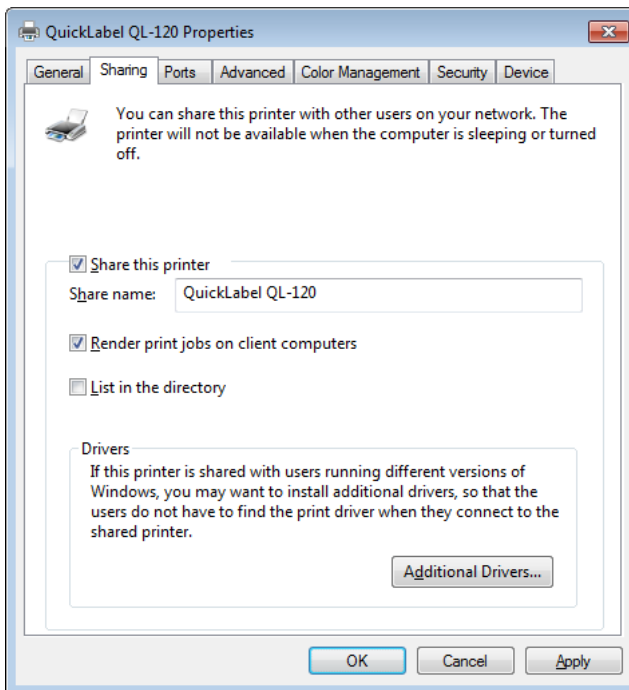 QuickLabel QL-120 Properties
General Sharing Ports Advanced Color Management Security Device
You can share this printer with other users on your network. The
printer will not be available when the computer is sleeping or turned
off.
Share this printer
Share name: QuickLabel QL-120
Render print jobs on client computers
List in the directory
Drivers
If this printer is shared with users running different versions of
Windows, you may want to install additional drivers, so that the
users do not have to find the print driver when they connect to the
shared printer.
Additional Drivers...
OK Cancel Apply